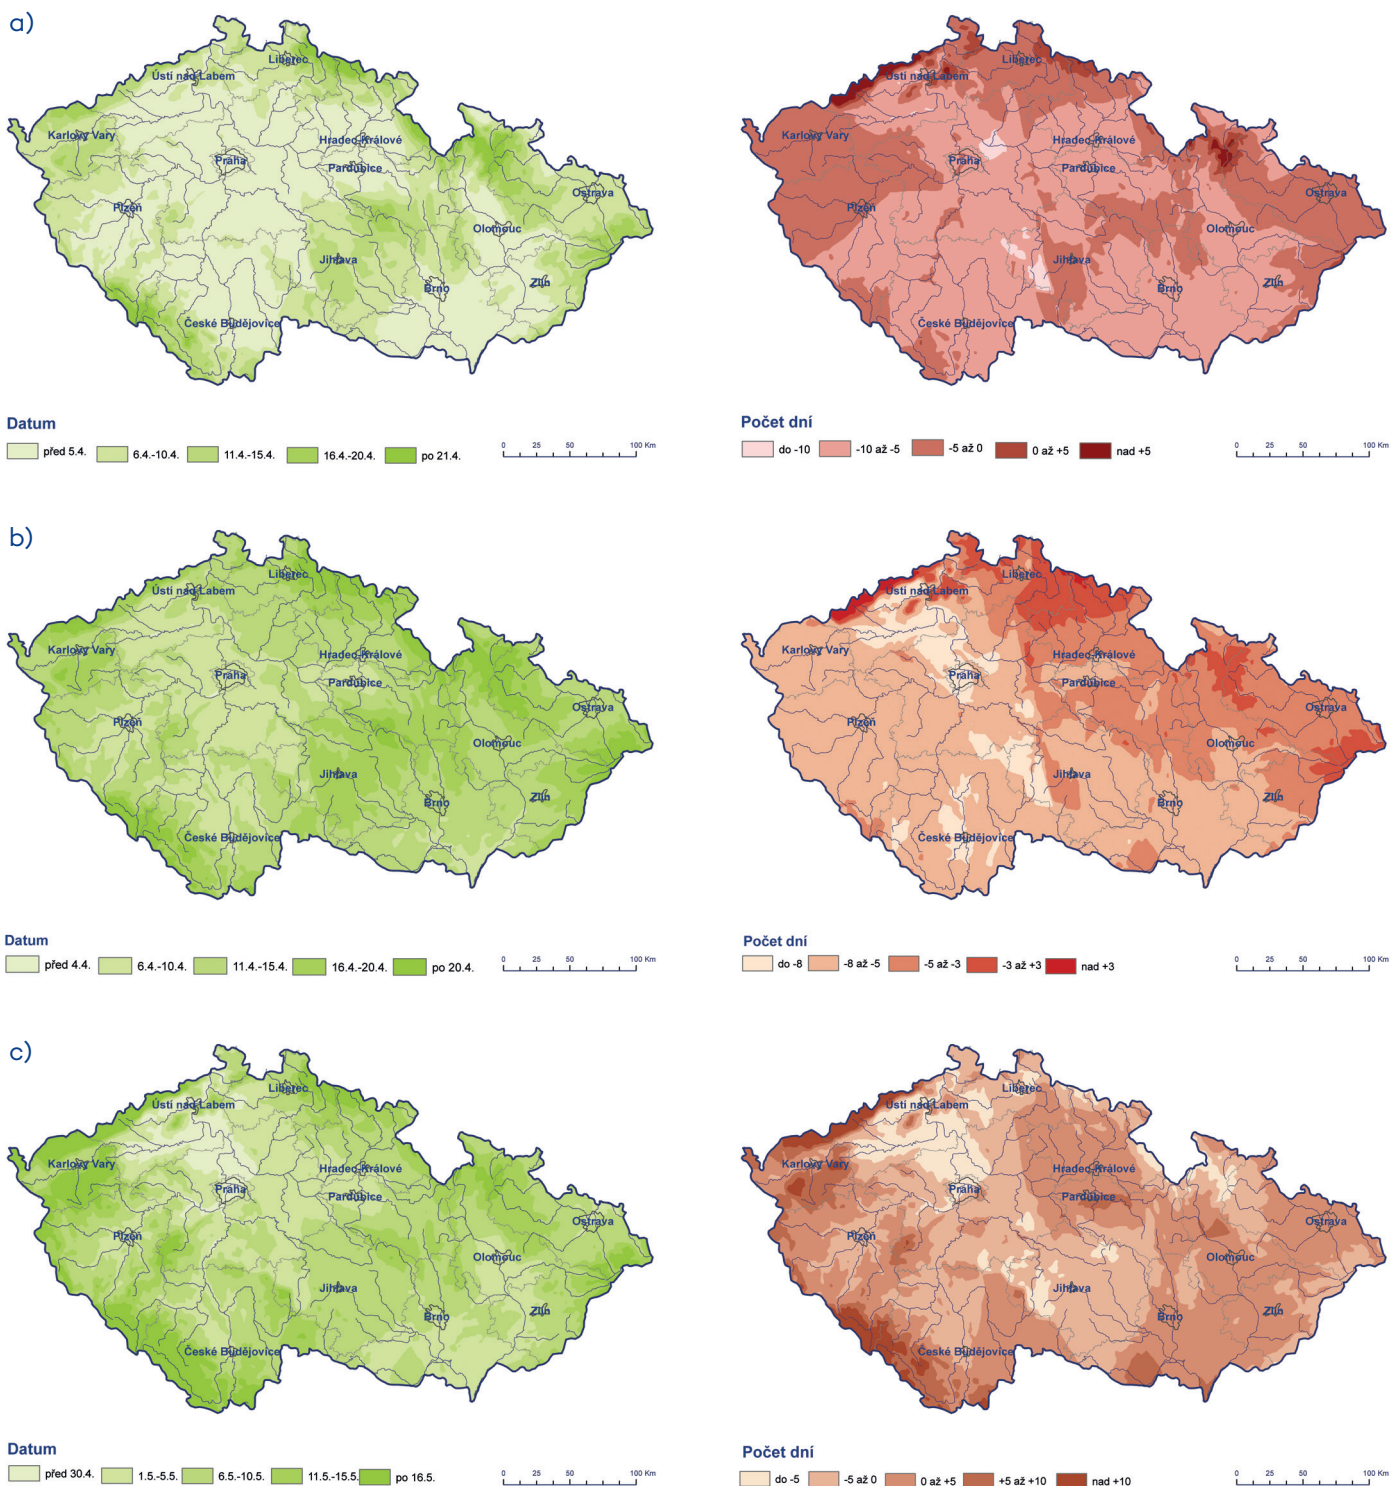 a)
Liberec
Ústí nad Labem
Karlovy Vary
Hradec-Králové
Praha
Pardubice
Ostrava
Plzeň
Olomouc
Jihlava
Brno
Zlín
České Budějovice
Datum
před 5.4. 6.4.-10.4. 11.4.-15.4. 16.4.-20.4. po 21.4.
0 25 50 100 Km
Liberec
Ústí nad Labem
Karlovy Vary
Hradec-Králové
Praha
Pardubice
Ostrava
Plzeň
Olomouc
Jihlava
Brno
Zlín
České Budějovice
Počet dní
do -10 -10 až -5 -5 až 0 0 až +5 nad +5
0 25 50 100 Km
b)
Liberec
Ústí nad Labem
Karlovy Vary
Hradec-Králové
Praha
Pardubice
Ostrava
Plzeň
Olomouc
Jihlava
Brno
Zlín
České Budějovice
Datum
před 4.4. 6.4.-10.4. 11.4.-15.4. 16.4.-20.4. po 20.4.
0 25 50 100 Km
Liberec
Ústí nad Labem
Karlovy Vary
Hradec-Králové
Praha
Pardubice
Ostrava
Plzeň
Olomouc
Jihlava
Brno
Zlín
České Budějovice
Počet dní
do -8 -8 až -5 -5 až -3 -3 až +3 nad +3
0 25 50 100 Km
c)
Liberec
Ústí nad Labem
Karlovy Vary
Hradec-Králové
Praha
Pardubice
Ostrava
Plzeň
Olomouc
Jihlava
Brno
Zlín
České Budějovice
Datum
před 30.4. 1.5.-5.5. 6.5.-10.5. 11.5.-15.5. po 16.5.
0 25 50 100 Km
Liberec
Ústí nad Labem
Karlovy Vary
Hradec-Králové
Praha
Pardubice
Ostrava
Plzeň
Olomouc
Jihlava
Brno
Zlín
České Budějovice
Počet dní
do -5 -5 až 0 0 až +5 +5 až +10 nad +10
0 25 50 100 Km